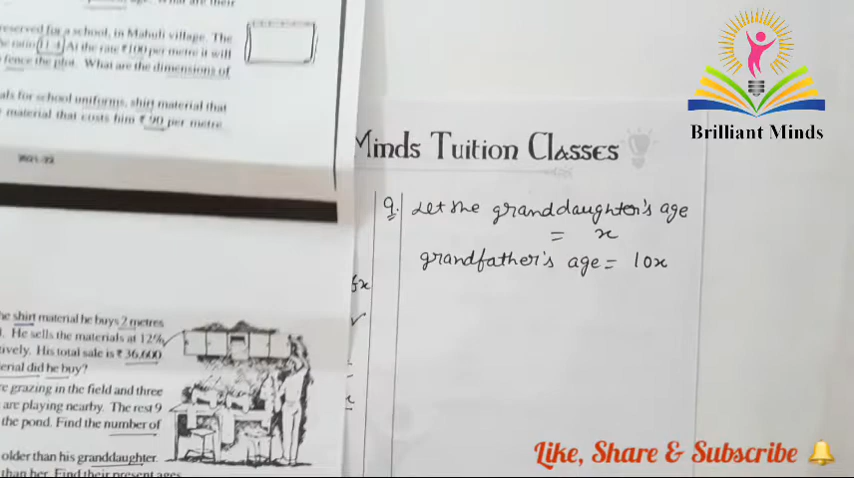 reserved for a school, in Mahuli village. The
ratio 11:4. At the rate ₹100 per metre it will
fence the plot. What are the dimensions of
als for school uniforms, shirt material that
material that costs him ₹ 90 per metre
2021-22
Minds Tuition Classes
Brilliant Minds
9. Let the granddaughter's age
= x
grandfather's age = 10x
5x
he shirt material he buys 2 metres
. He sells the materials at 12%
tively. His total sale is ₹ 36,600
erial did he buy?
e grazing in the field and three
are playing nearby. The rest 9
the pond. Find the number of
older than his granddaughter.
than her. Find their present ages.
Like, Share & Subscribe